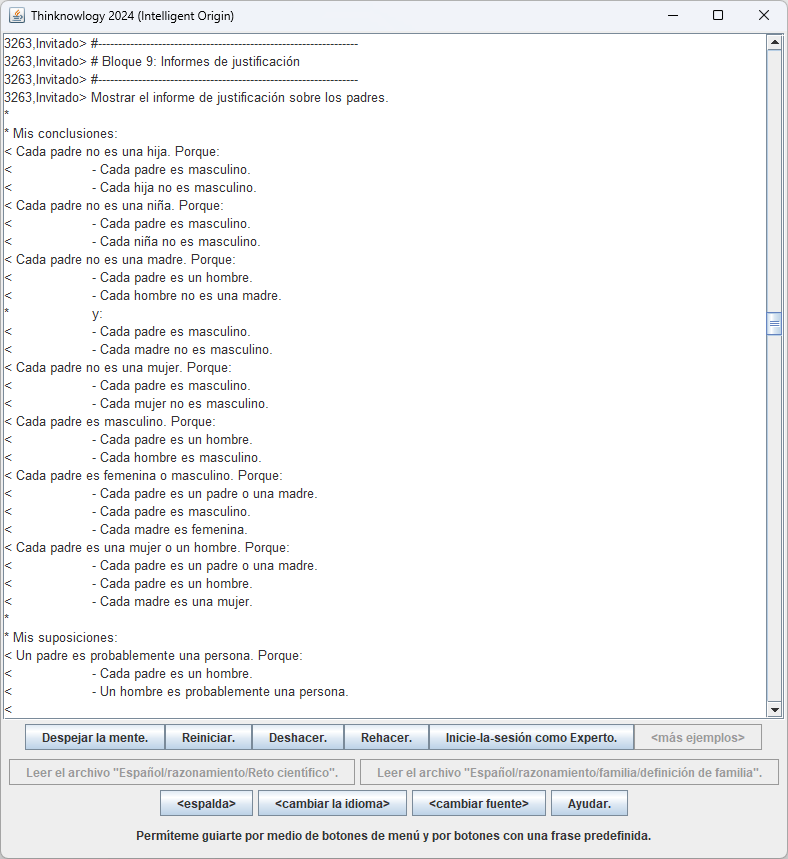 Thinknowlogy 2024 (Intelligent Origin)
3263,Invitado> #-----------------------------------------------------------------
3263,Invitado> # Bloque 9: Informes de justificación
3263,Invitado> #-----------------------------------------------------------------
3263,Invitado> Mostrar el informe de justificación sobre los padres.
*
* Mis conclusiones:
< Cada padre no es una hija. Porque:
< - Cada padre es masculino.
< - Cada hija no es masculino.
< Cada padre no es una niña. Porque:
< - Cada padre es masculino.
< - Cada niña no es masculino.
< Cada padre no es una madre. Porque:
< - Cada padre es un hombre.
< - Cada hombre no es una madre.
* y:
< - Cada padre es masculino.
< - Cada madre no es masculino.
< Cada padre no es una mujer. Porque:
< - Cada padre es masculino.
< - Cada mujer no es masculino.
< Cada padre es masculino. Porque:
< - Cada padre es un hombre.
< - Cada hombre es masculino.
< Cada padre es femenina o masculino. Porque:
< - Cada padre es un padre o una madre.
< - Cada padre es masculino.
< - Cada madre es femenina.
< Cada padre es una mujer o un hombre. Porque:
< - Cada padre es un padre o una madre.
< - Cada padre es un hombre.
< - Cada madre es una mujer.
*
* Mis suposiciones:
< Un padre es probablemente una persona. Porque:
< - Cada padre es un hombre.
< - Un hombre es probablemente una persona.
<
Despejar la mente. Reiniciar. Deshacer. Rehacer. Inicie-la-sesión como Experto. <más ejemplos>
Leer el archivo "Español/razonamiento/Reto científico". Leer el archivo "Español/razonamiento/familia/definición de familia".
<espalda> <cambiar la idioma> <cambiar fuente> Ayudar.
Permíteme guiarte por medio de botones de menú y por botones con una frase predefinida.